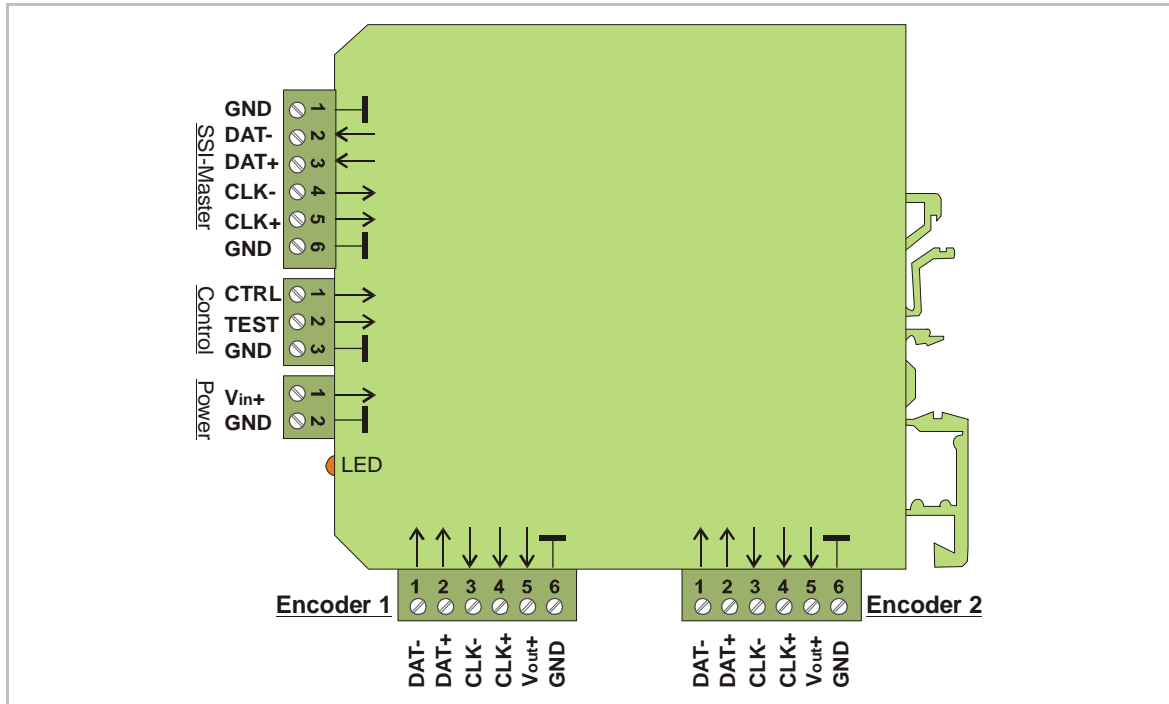 SSI-Master
GND 1
DAT- 2
DAT+ 3
CLK- 4
CLK+ 5
GND 6
Control
CTRL 1
TEST 2
GND 3
Power
Vin+ 1
GND 2
LED
Encoder 1
1 2 3 4 5 6
DAT-
DAT+
CLK-
CLK+
Vout+
GND
Encoder 2
1 2 3 4 5 6
DAT-
DAT+
CLK-
CLK+
Vout+
GND